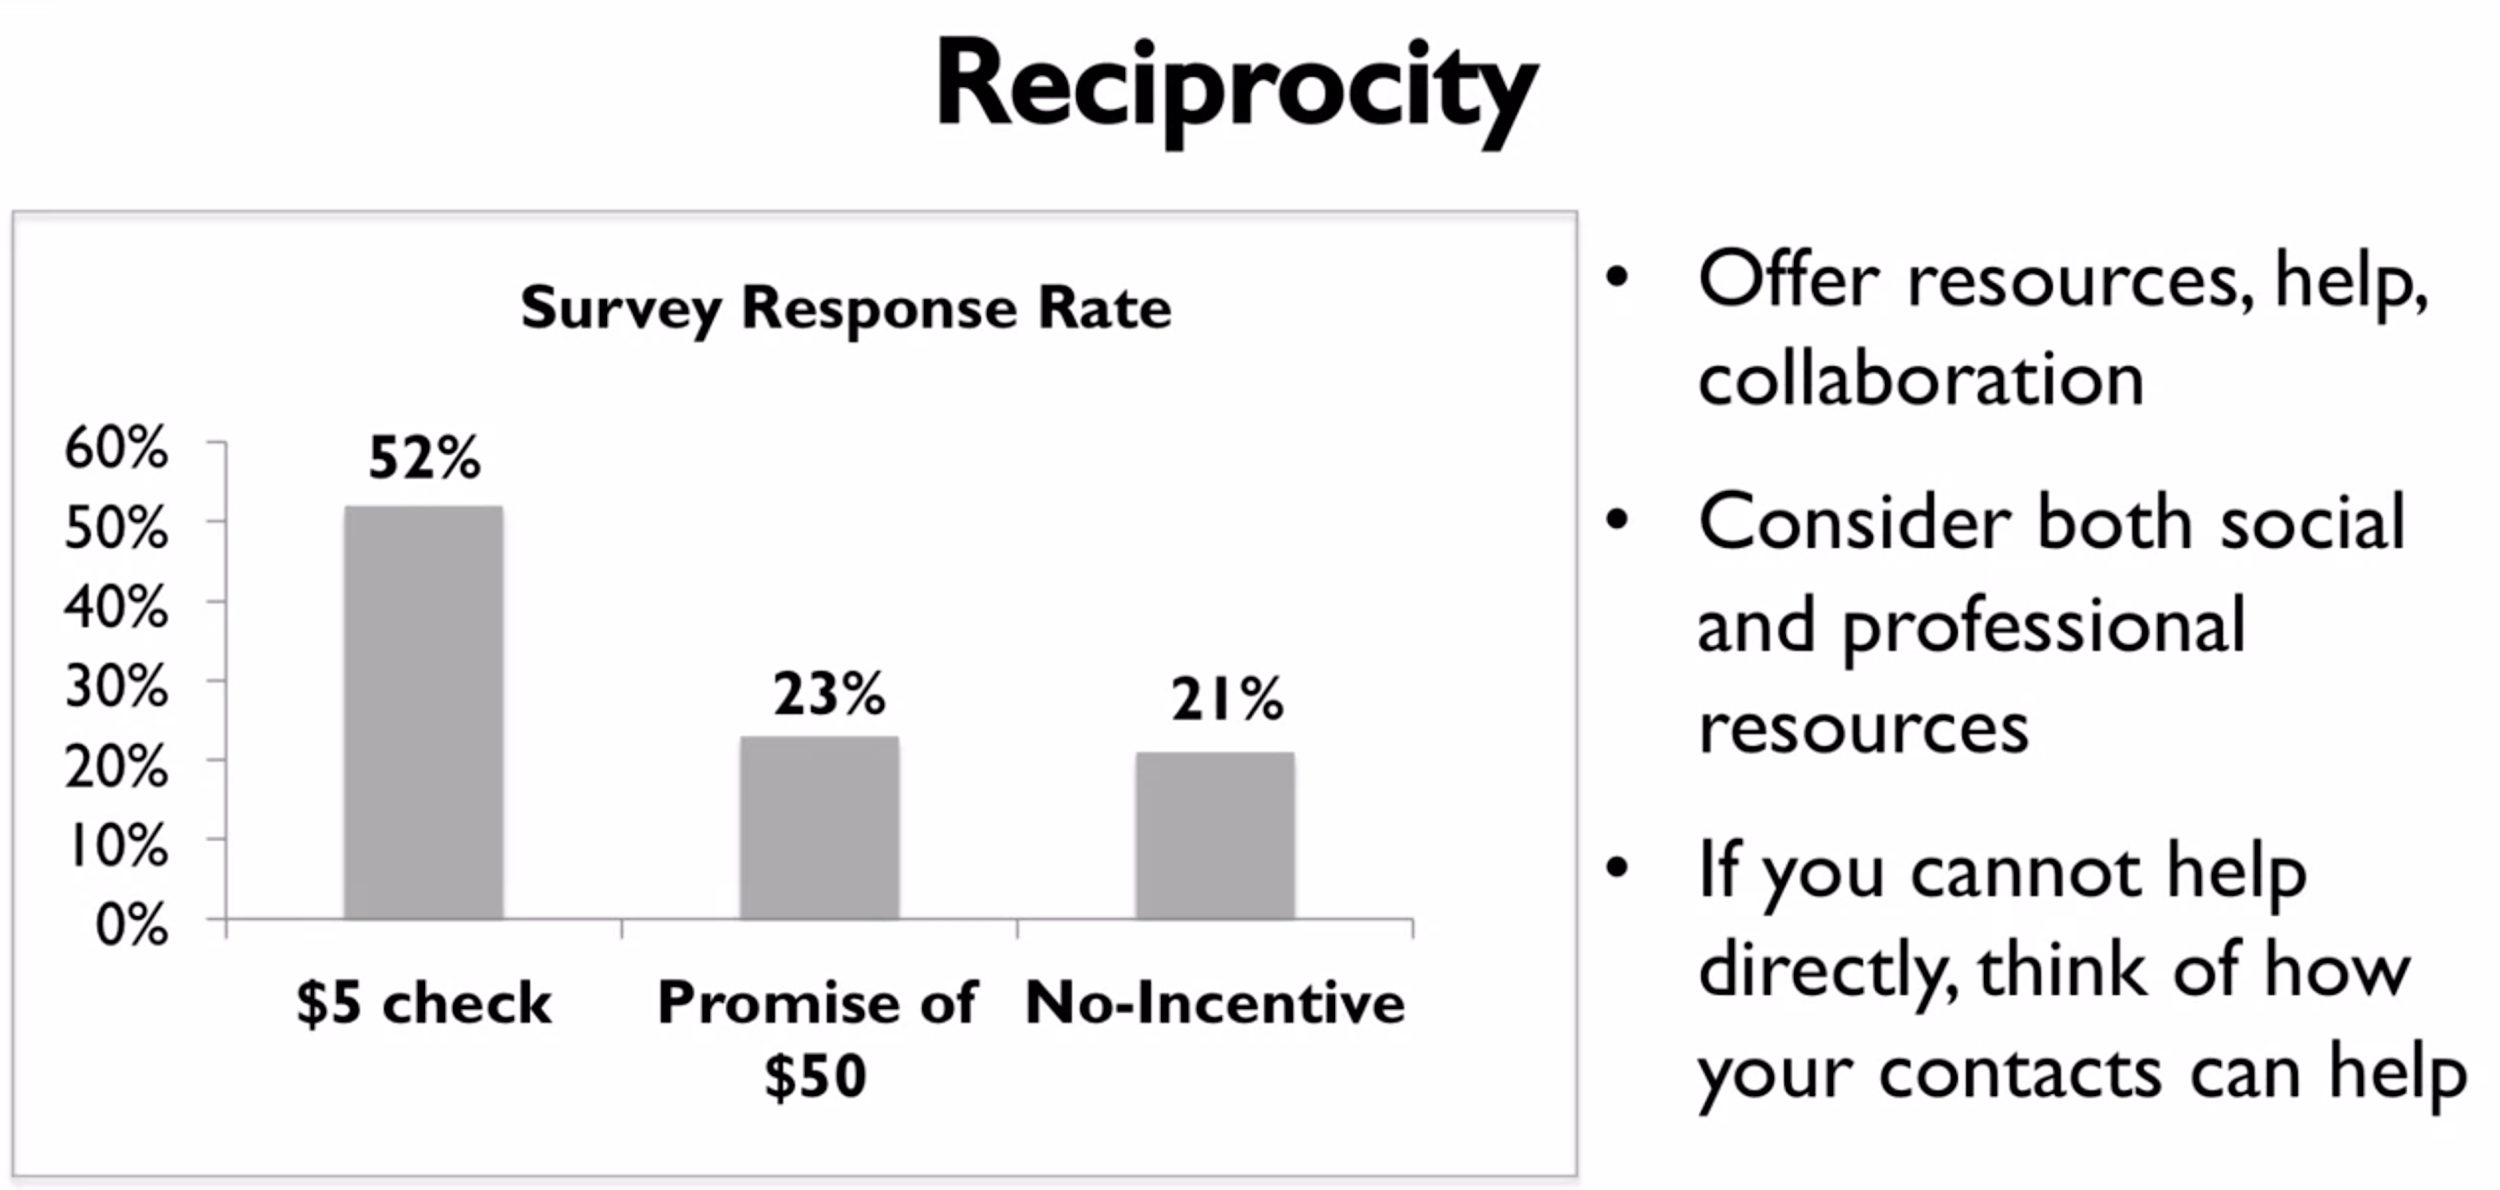 Reciprocity
Survey Response Rate
60%
50%
40%
30%
20%
10%
0%
52%
23%
21%
$5 check
Promise of
$50
No-Incentive
• Offer resources, help,
collaboration
• Consider both social
and professional
resources
• If you cannot help
directly, think of how
your contacts can help